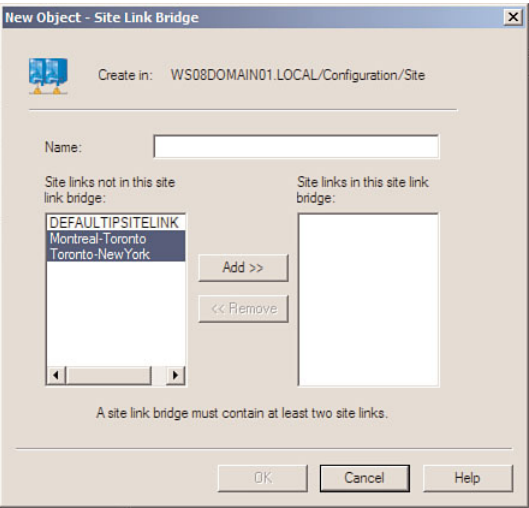 New Object - Site Link Bridge
Create in: WS08DOMAIN01.LOCAL/Configuration/Site
Name:
Site links not in this site
link bridge:
DEFAULTIPSITELINK
Montreal-Toronto
Toronto-NewYork
Add >>
<< Remove
Site links in this site link
bridge:
A site link bridge must contain at least two site links.
OK
Cancel
Help